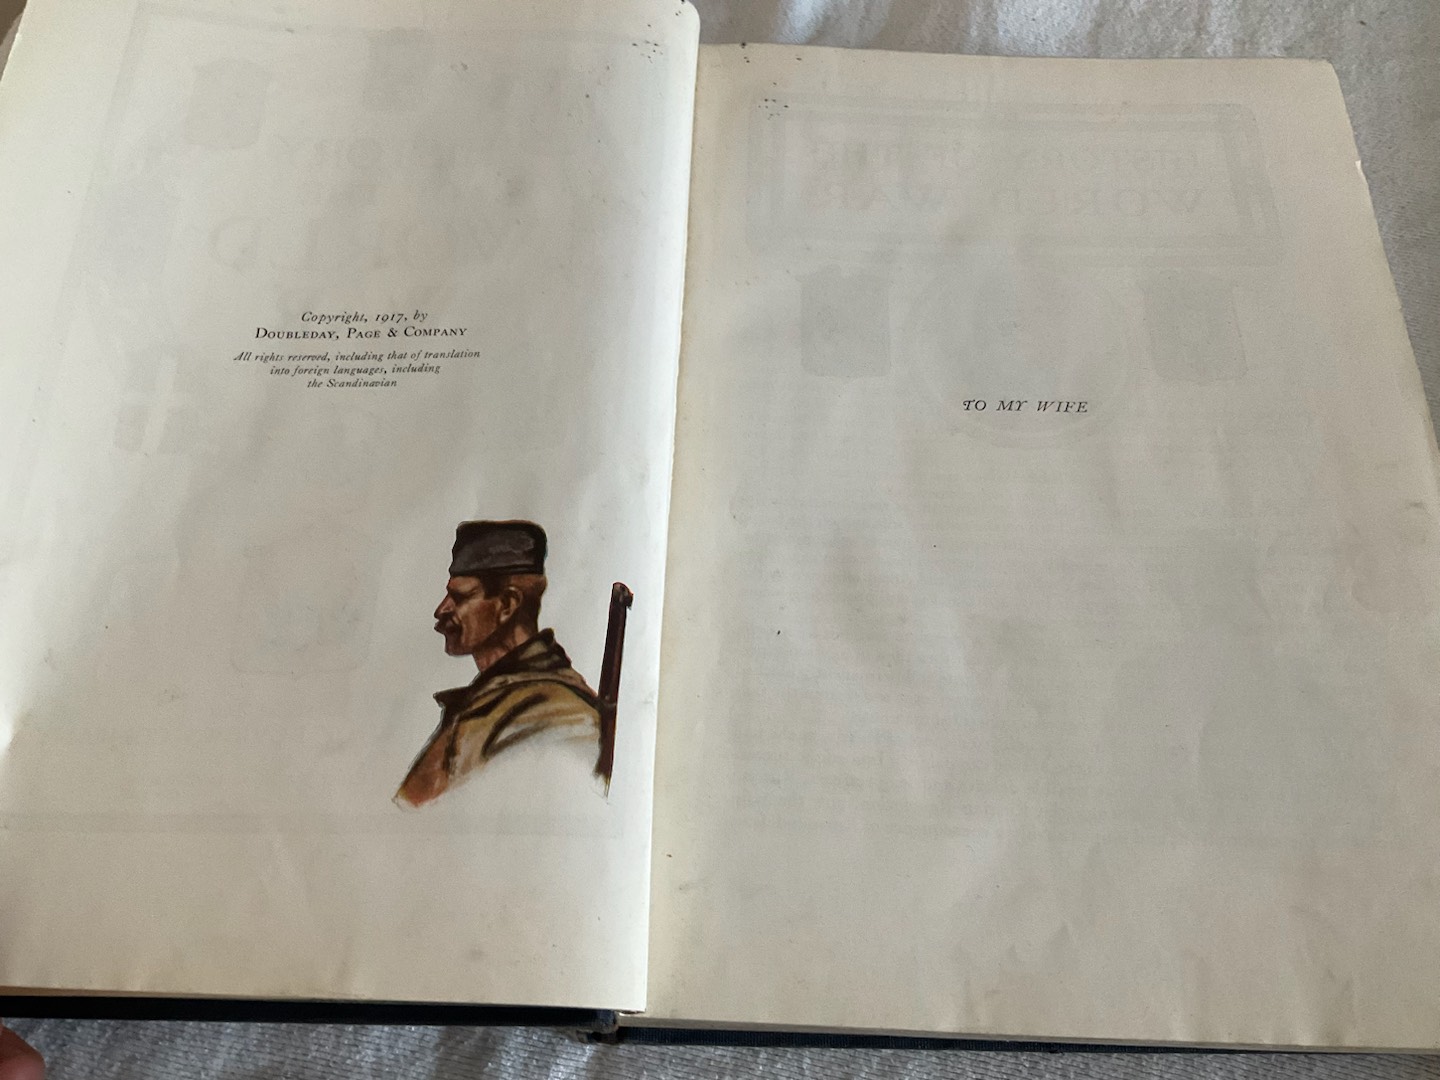 Copyright, 1917, by
DOUBLEDAY, PAGE & COMPANY
All rights reserved, including that of translation
into foreign languages, including
the Scandinavian
TO MY WIFE